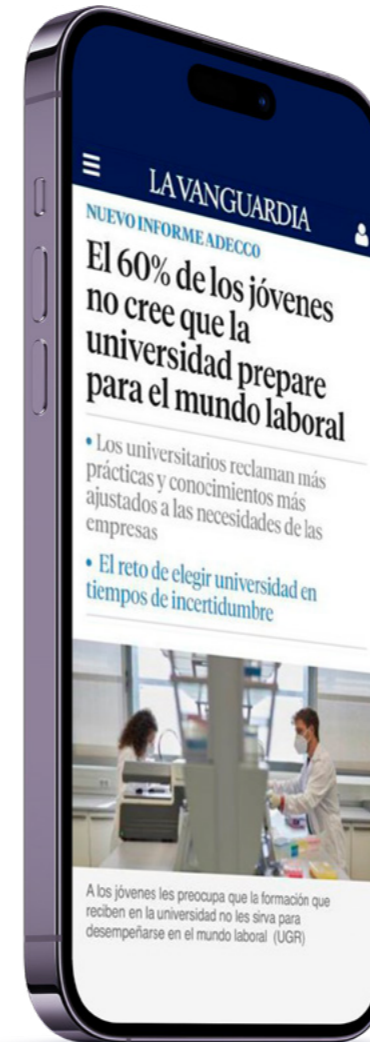 LAVANGUARDIA
NUEVO INFORME ADECCO
El 60% de los jóvenes
no cree que la
universidad prepare
para el mundo laboral
• Los universitarios reclaman más
prácticas y conocimientos más
ajustados a las necesidades de las
empresas
• El reto de elegir universidad en
tiempos de incertidumbre
A los jóvenes les preocupa que la formación que
reciben en la universidad no les sirva para
desempeñarse en el mundo laboral (UGR)